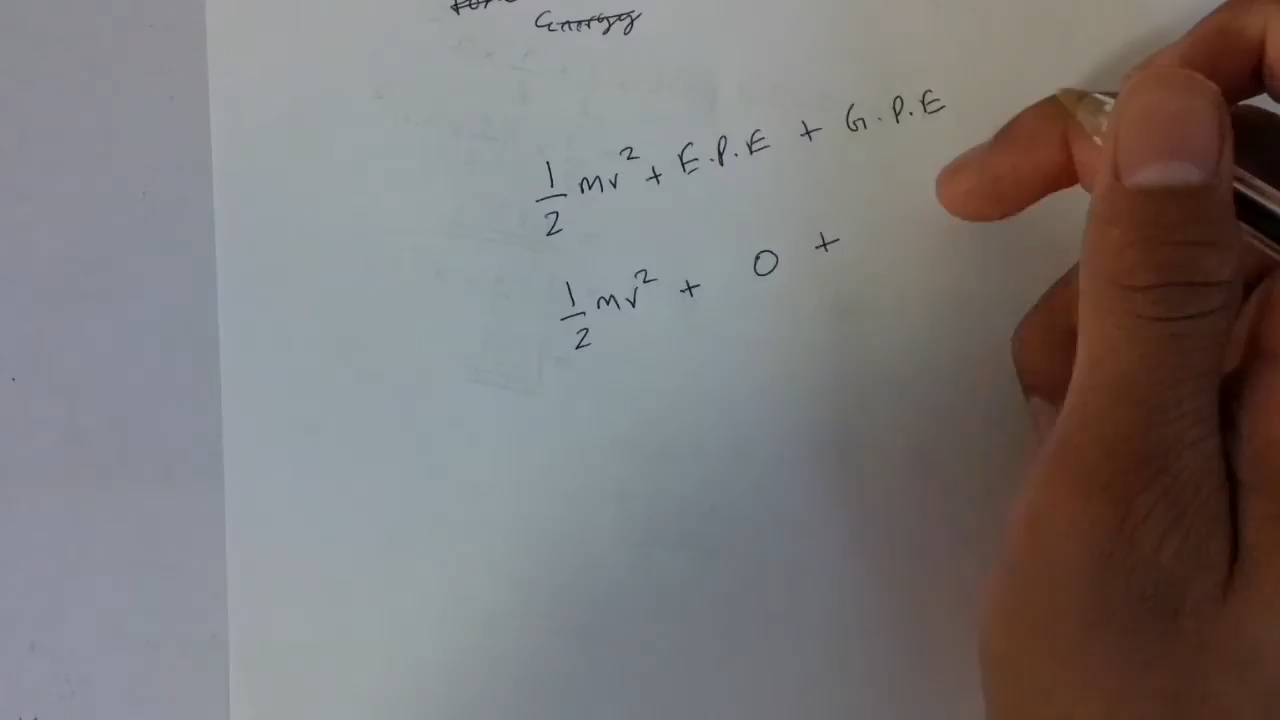 Energy
1/2 mv² + E.P.E + G.P.E
1/2 mv² + 0 +